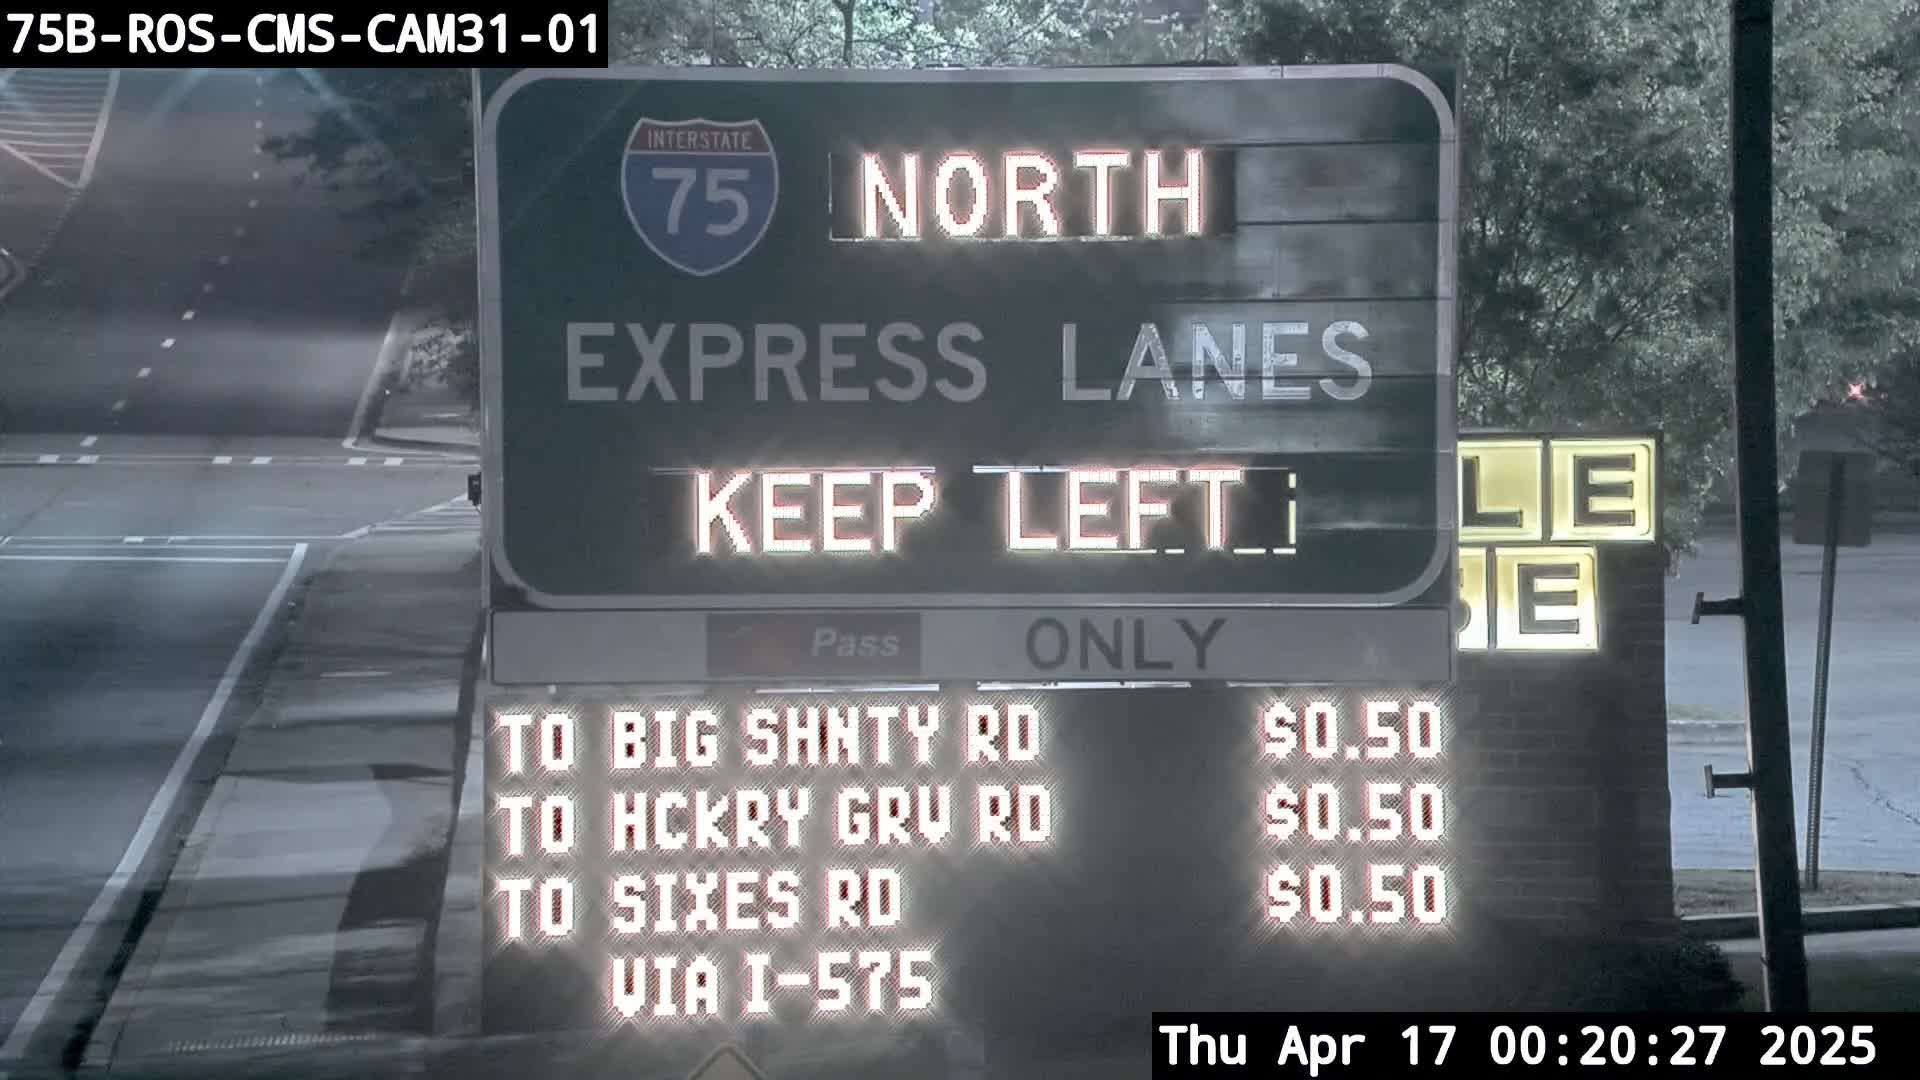 75B-ROS-CMS-CAM31-01
INTERSTATE
75
NORTH
EXPRESS LANES
KEEP LEFT
Pass ONLY
LE
E
TO BIG SHNTY RD $0.50
TO HCKRY GRV RD $0.50
TO SIXES RD $0.50
VIA I-575
Thu Apr 17 00:20:27 2025